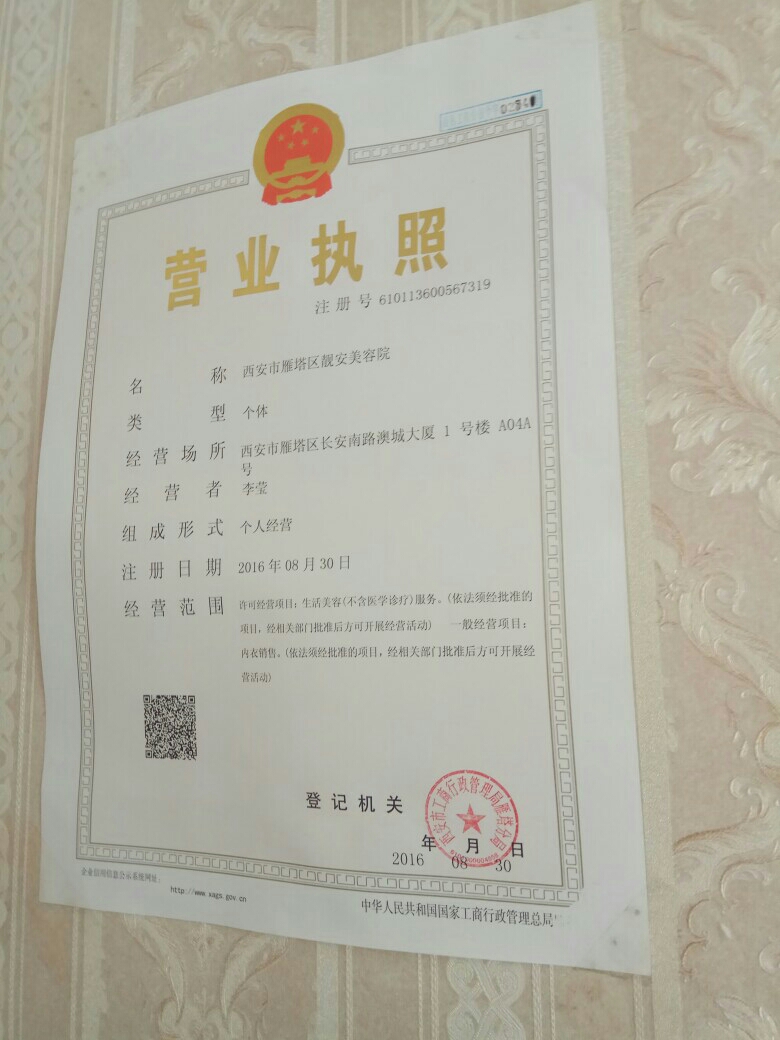 营业执照
注册号 610113600567319
名称 西安市雁塔区靓安美容院
类型 个体
经营场所 西安市雁塔区长安南路澳城大厦 1 号楼 A04A
号
经营者 李莹
组成形式 个人经营
注册日期 2016 年 08 月 30 日
经营范围 许可经营项目：生活美容(不含医学诊疗)服务。(依法须经批准的
项目，经相关部门批准后方可开展经营活动) 一般经营项目：
内衣销售。(依法须经批准的项目，经相关部门批准后方可开展经
营活动)
登记机关
西安市工商行政管理局雁塔分局
年 月 日
2016 08 30
企业信用信息公示系统网址：
http://www.xags.gov.cn
中华人民共和国国家工商行政管理总局